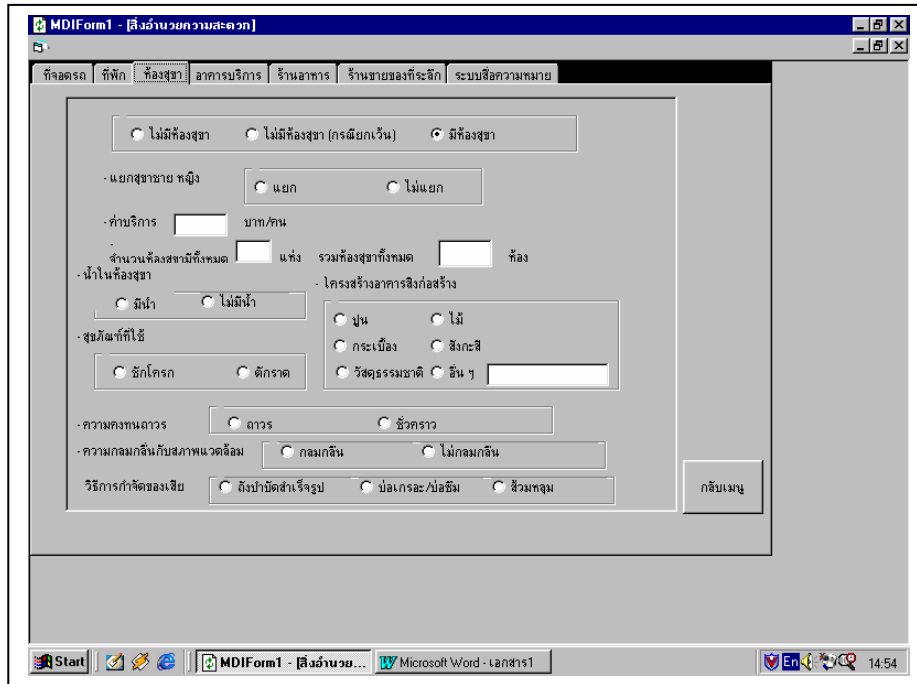 MDIForm1 - [สิ่งอำนวยความสะดวก]
ที่จอดรถ ที่พัก ห้องสุขา อาคารบริการ ร้านอาหาร ร้านขายของที่ระลึก ระบบสื่อความหมาย
ไม่มีห้องสุขา ไม่มีห้องสุขา (กรณียกเว้น) มีห้องสุขา
- แยกสุขาชาย หญิง แยก ไม่แยก
- ค่าบริการ บาท/คน
-
จำนวนห้องสุขามีทั้งหมด แห่ง รวมห้องสุขาทั้งหมด ห้อง
- น้ำในห้องสุขา
- โครงสร้างอาคารสิ่งก่อสร้าง
มีน้ำ ไม่มีน้ำ
ปูน ไม้
- สุขภัณฑ์ที่ใช้
กระเบื้อง สังกะสี
ชักโครก ตักราด
วัสดุธรรมชาติ อื่น ๆ
- ความคงทนถาวร ถาวร ชั่วคราว
- ความกลมกลืนกับสภาพแวดล้อม กลมกลืน ไม่กลมกลืน
วิธีการกำจัดของเสีย ถังบำบัดสำเร็จรูป บ่อเกรอะ/บ่อซึม ส้วมหลุม
กลับเมนู
Start MDIForm1 - [สิ่งอำนวย... Microsoft Word - เอกสาร1 En 14:54